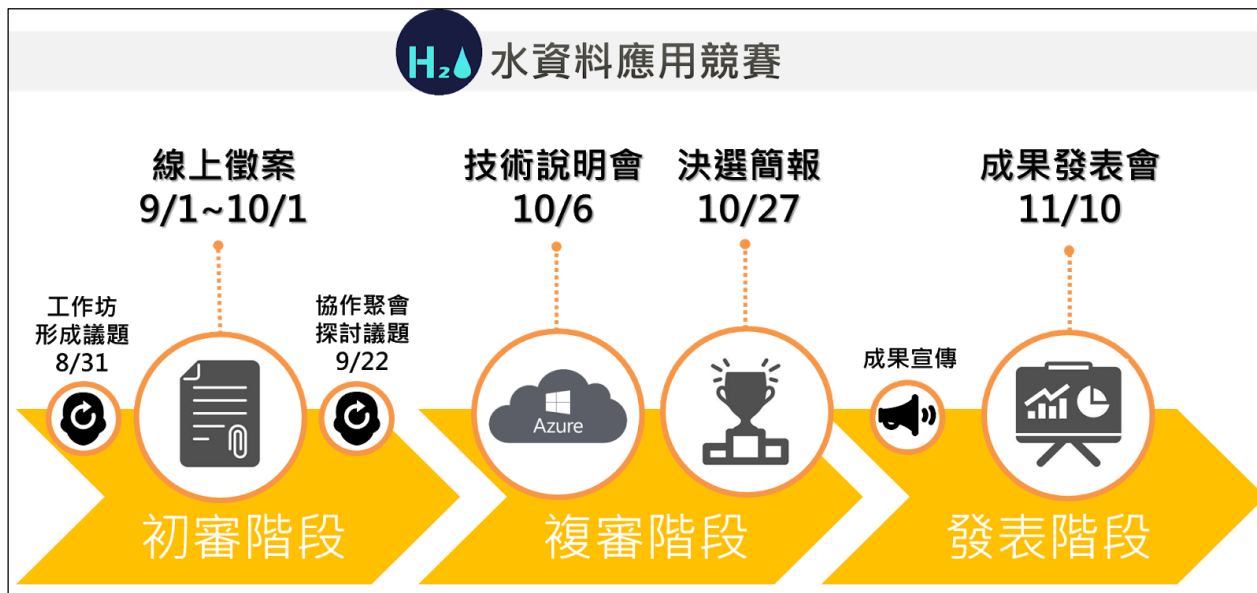 H₂ 水資料應用競賽
線上徵案
9/1~10/1
技術說明會
10/6
決選簡報
10/27
成果發表會
11/10
工作坊
形成議題
8/31
協作聚會
探討議題
9/22
成果宣傳
Azure
初審階段
複審階段
發表階段